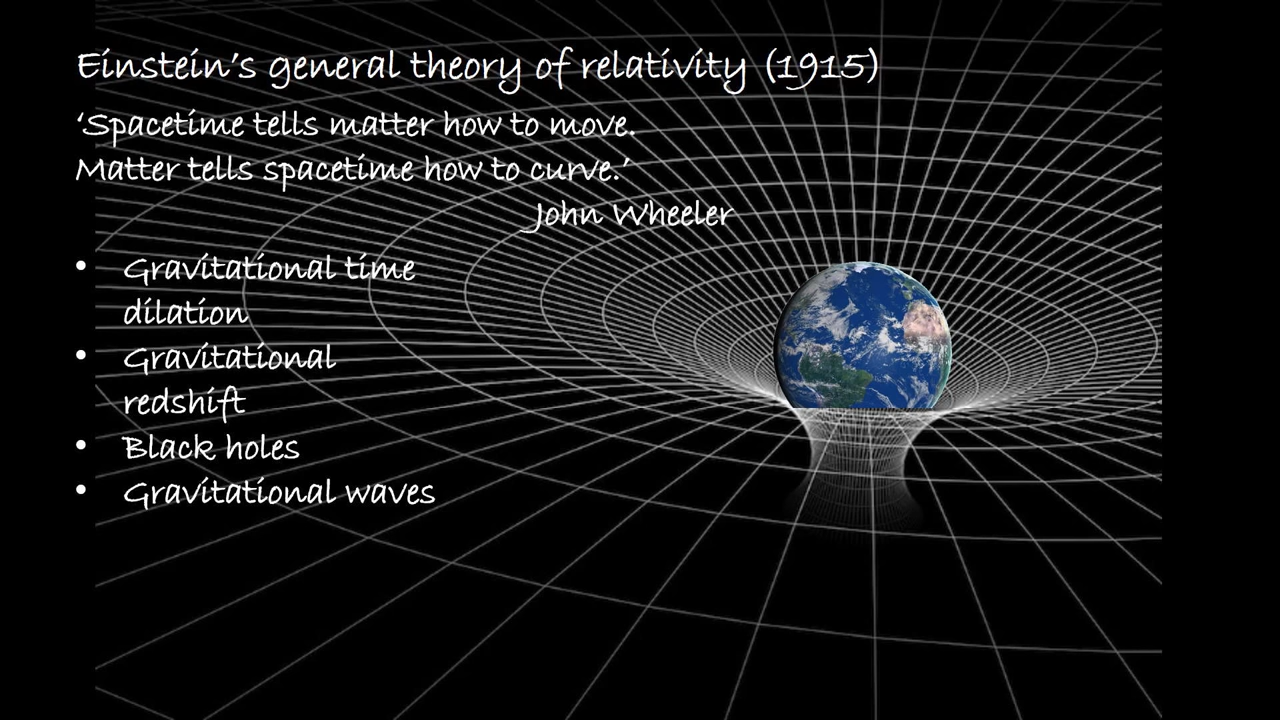 Einstein's general theory of relativity (1915)
‘Spacetime tells matter how to move.
Matter tells spacetime how to curve.’
John Wheeler
• Gravitational time
dilation
• Gravitational
redshift
• Black holes
• Gravitational waves